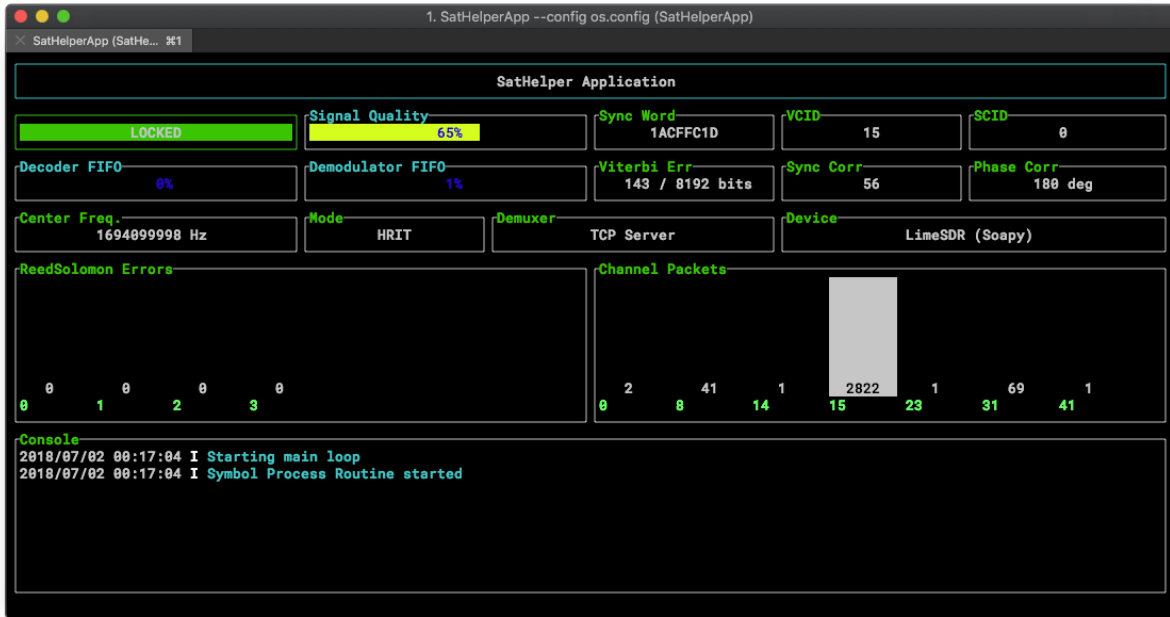 1. SatHelperApp --config os.config (SatHelperApp)
SatHelperApp (SatHe... ⌘1
SatHelper Application
LOCKED
Signal Quality
65%
Sync Word
1ACFFC1D
VCID
15
SCID
0
Decoder FIFO
0%
Demodulator FIFO
1%
Viterbi Err
143 / 8192 bits
Sync Corr
56
Phase Corr
180 deg
Center Freq.
1694099998 Hz
Mode
HRIT
Demuxer
TCP Server
Device
LimeSDR (Soapy)
ReedSolomon Errors
0 0 0 0
0 1 2 3
Channel Packets
2 41 1 2822 1 69 1
0 8 14 15 23 31 41
Console
2018/07/02 00:17:04 I Starting main loop
2018/07/02 00:17:04 I Symbol Process Routine started